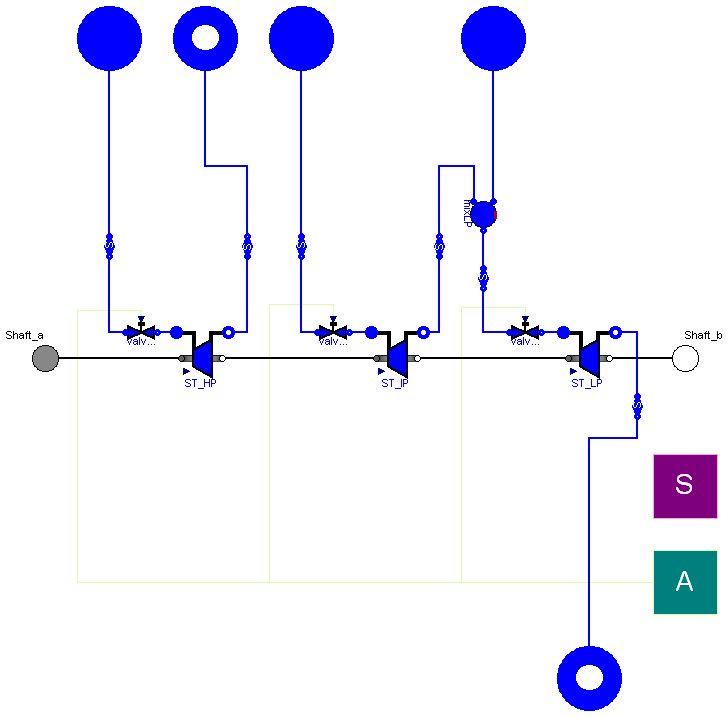 mixLP
Shaft_a
valv...
valv...
valv...
Shaft_b
ST_HP
ST_IP
ST_LP
S
A